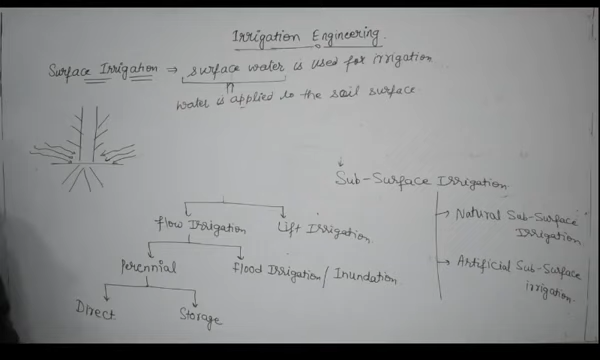 Irrigation Engineering.
Surface Irrigation → surface water is used for irrigation
water is applied to the soil surface.
Sub-Surface Irrigation
Flow Irrigation
Lift Irrigation.
Natural Sub-Surface
Irrigation.
Perennial
Flood Irrigation / Inundation.
Artificial Sub-Surface
irrigation.
Direct.
Storage